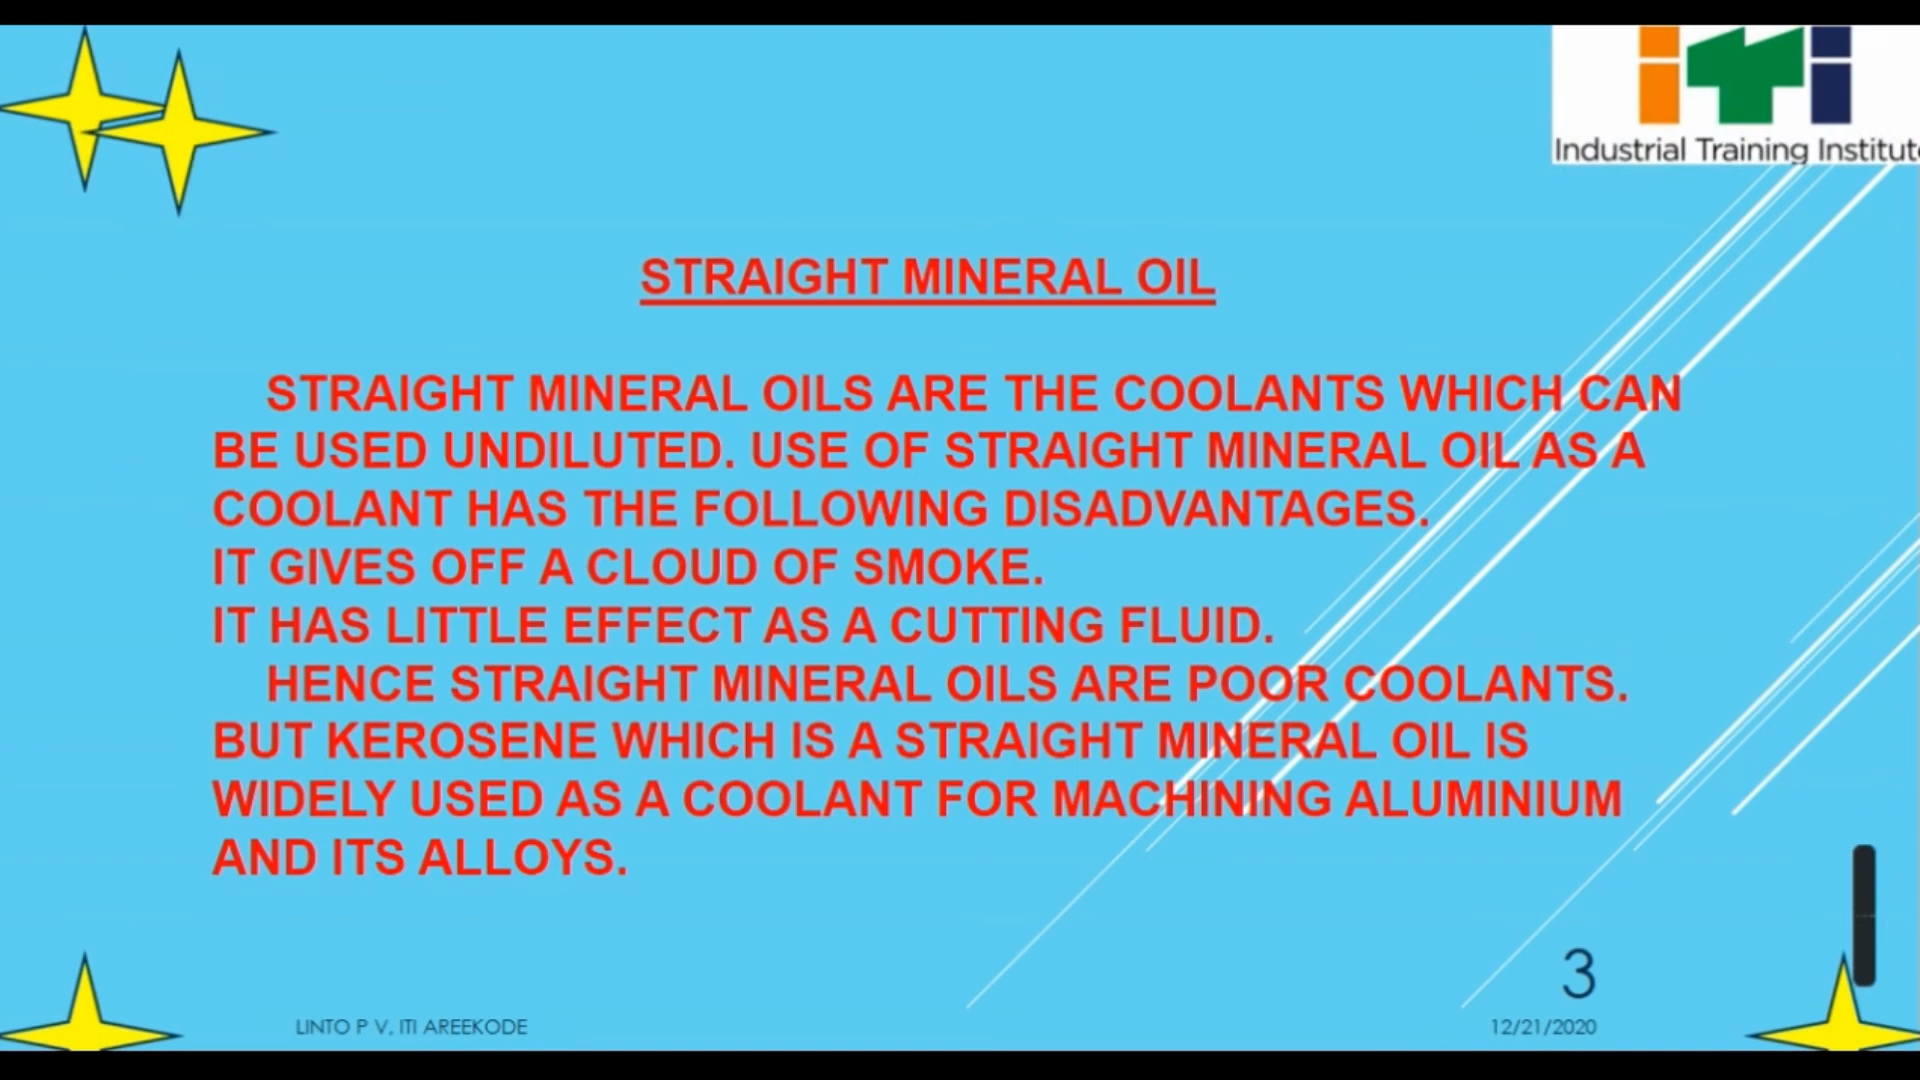 Industrial Training Institute
STRAIGHT MINERAL OIL
STRAIGHT MINERAL OILS ARE THE COOLANTS WHICH CAN
BE USED UNDILUTED. USE OF STRAIGHT MINERAL OIL AS A
COOLANT HAS THE FOLLOWING DISADVANTAGES.
IT GIVES OFF A CLOUD OF SMOKE.
IT HAS LITTLE EFFECT AS A CUTTING FLUID.
HENCE STRAIGHT MINERAL OILS ARE POOR COOLANTS.
BUT KEROSENE WHICH IS A STRAIGHT MINERAL OIL IS
WIDELY USED AS A COOLANT FOR MACHINING ALUMINIUM
AND ITS ALLOYS.
3
LINTO P V, ITI AREEKODE
12/21/2020